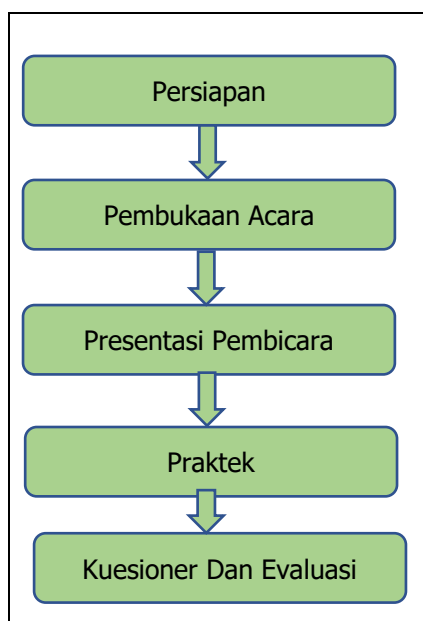 Persiapan
Pembukaan Acara
Presentasi Pembicara
Praktek
Kuesioner Dan Evaluasi